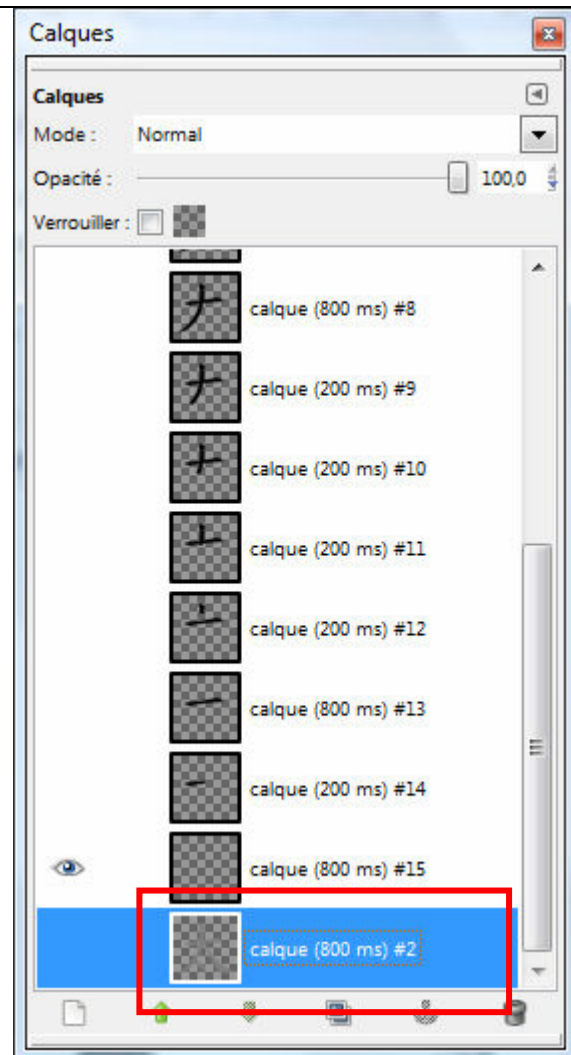 Calques
Calques
Mode : Normal
Opacité : 100,0
Verrouiller :
calque (800 ms) #8
calque (200 ms) #9
calque (200 ms) #10
calque (200 ms) #11
calque (200 ms) #12
calque (800 ms) #13
calque (200 ms) #14
calque (800 ms) #15
calque (800 ms) #2